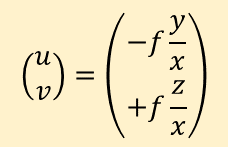 (u v) = (−f y/x
+f z/x)